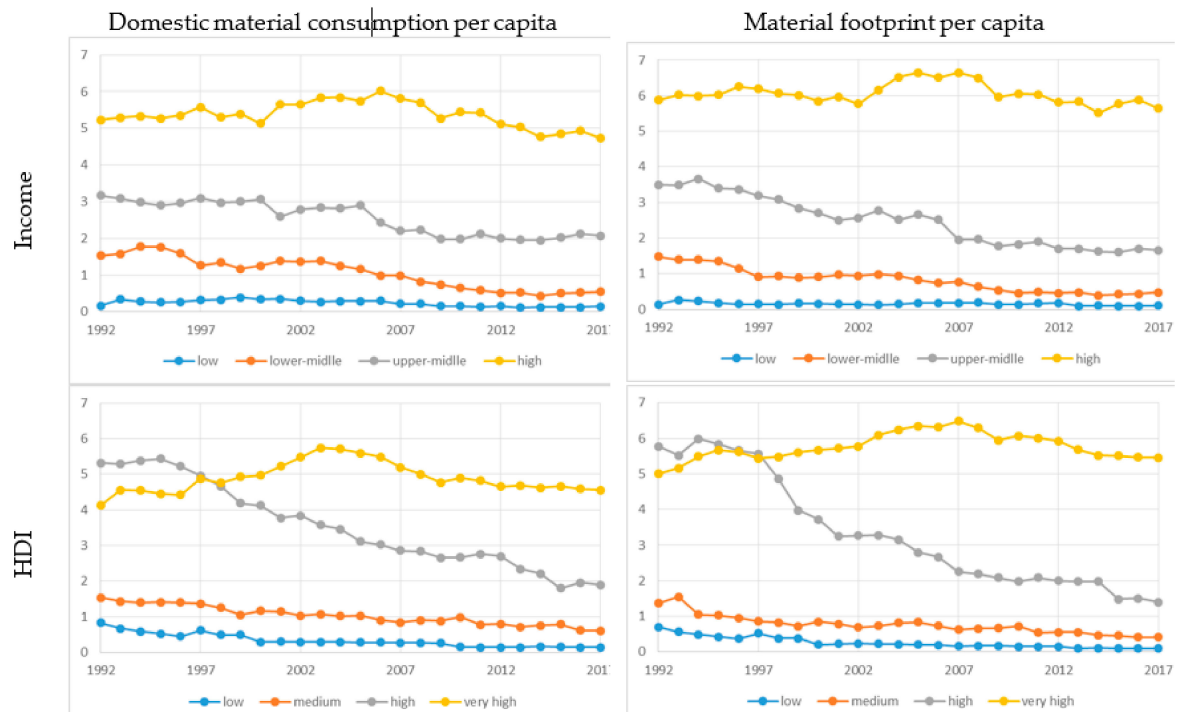 Domestic material consumption per capita
Material footprint per capita
Income
7
6
5
4
3
2
1
0
1992 1997 2002 2007 2012 2017
low lower-midlle upper-midlle high
7
6
5
4
3
2
1
0
1992 1997 2002 2007 2012 2017
low lower-midlle upper-midlle high
HDI
7
6
5
4
3
2
1
0
1992 1997 2002 2007 2012 2017
low medium high very high
7
6
5
4
3
2
1
0
1992 1997 2002 2007 2012 2017
low medium high very high